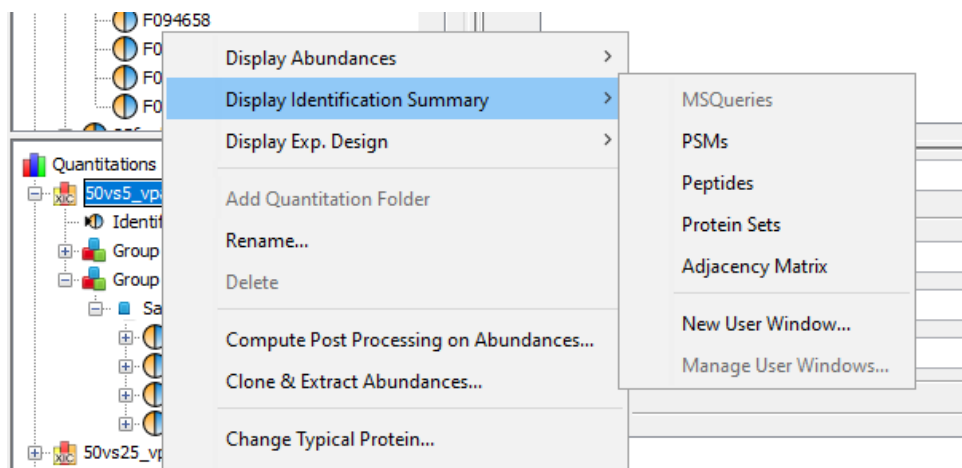 F094658
F0
F0
F0
Display Abundances
Display Identification Summary
Display Exp. Design
Add Quantitation Folder
Rename...
Delete
Compute Post Processing on Abundances...
Clone & Extract Abundances...
Change Typical Protein...
MSQueries
PSMs
Peptides
Protein Sets
Adjacency Matrix
New User Window...
Manage User Windows...
Quantitations
XIC 50vs5_vp
Identif
Group
Group
Sa
XIC 50vs25_vp